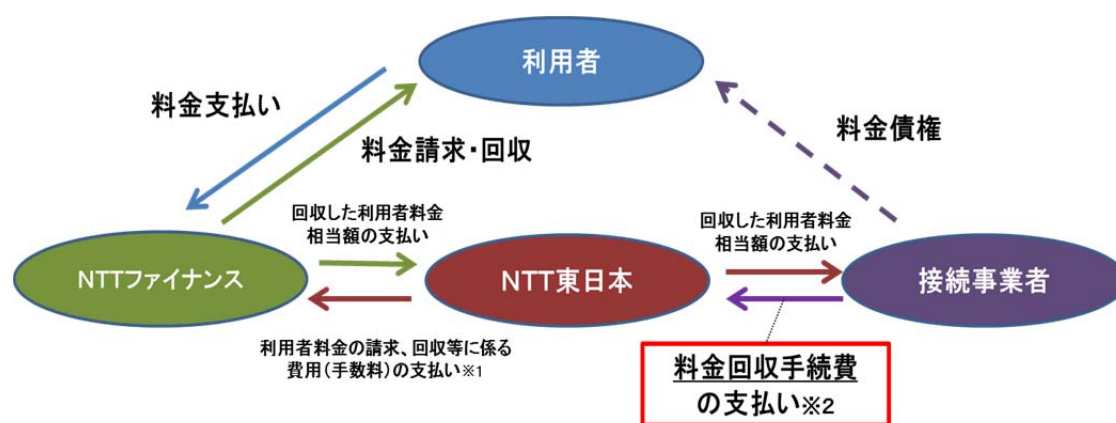 利用者
料金支払い
料金債権
料金請求・回収
回収した利用者料金
相当額の支払い
回収した利用者料金
相当額の支払い
NTTファイナンス
NTT東日本
接続事業者
利用者料金の請求、回収等に係る
費用(手数料)の支払い※1
料金回収手続費
の支払い※2